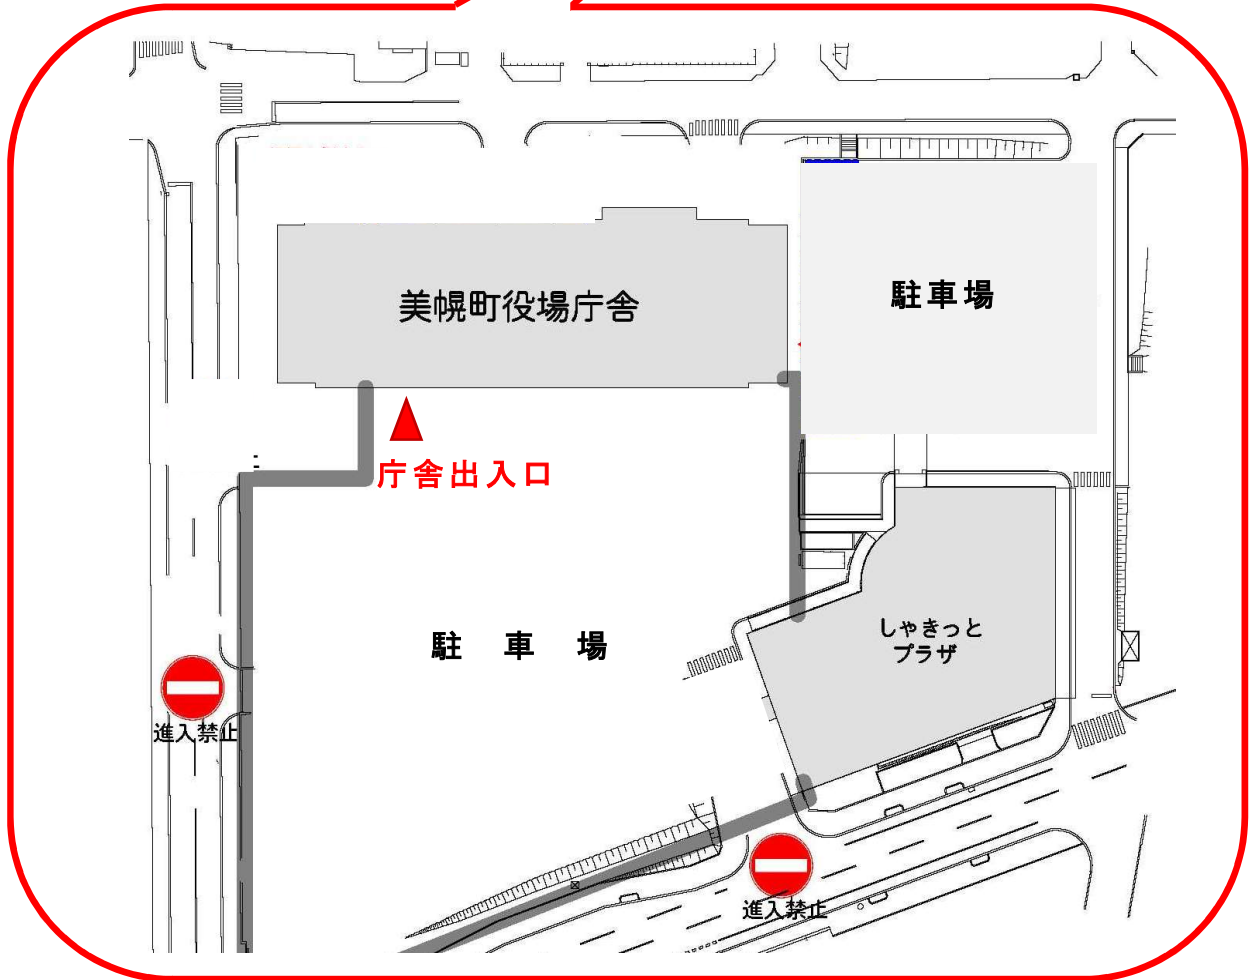 美幌町役場庁舎
駐車場
庁舎出入口
駐車場
しゃきっと
プラザ
進入禁止
進入禁止